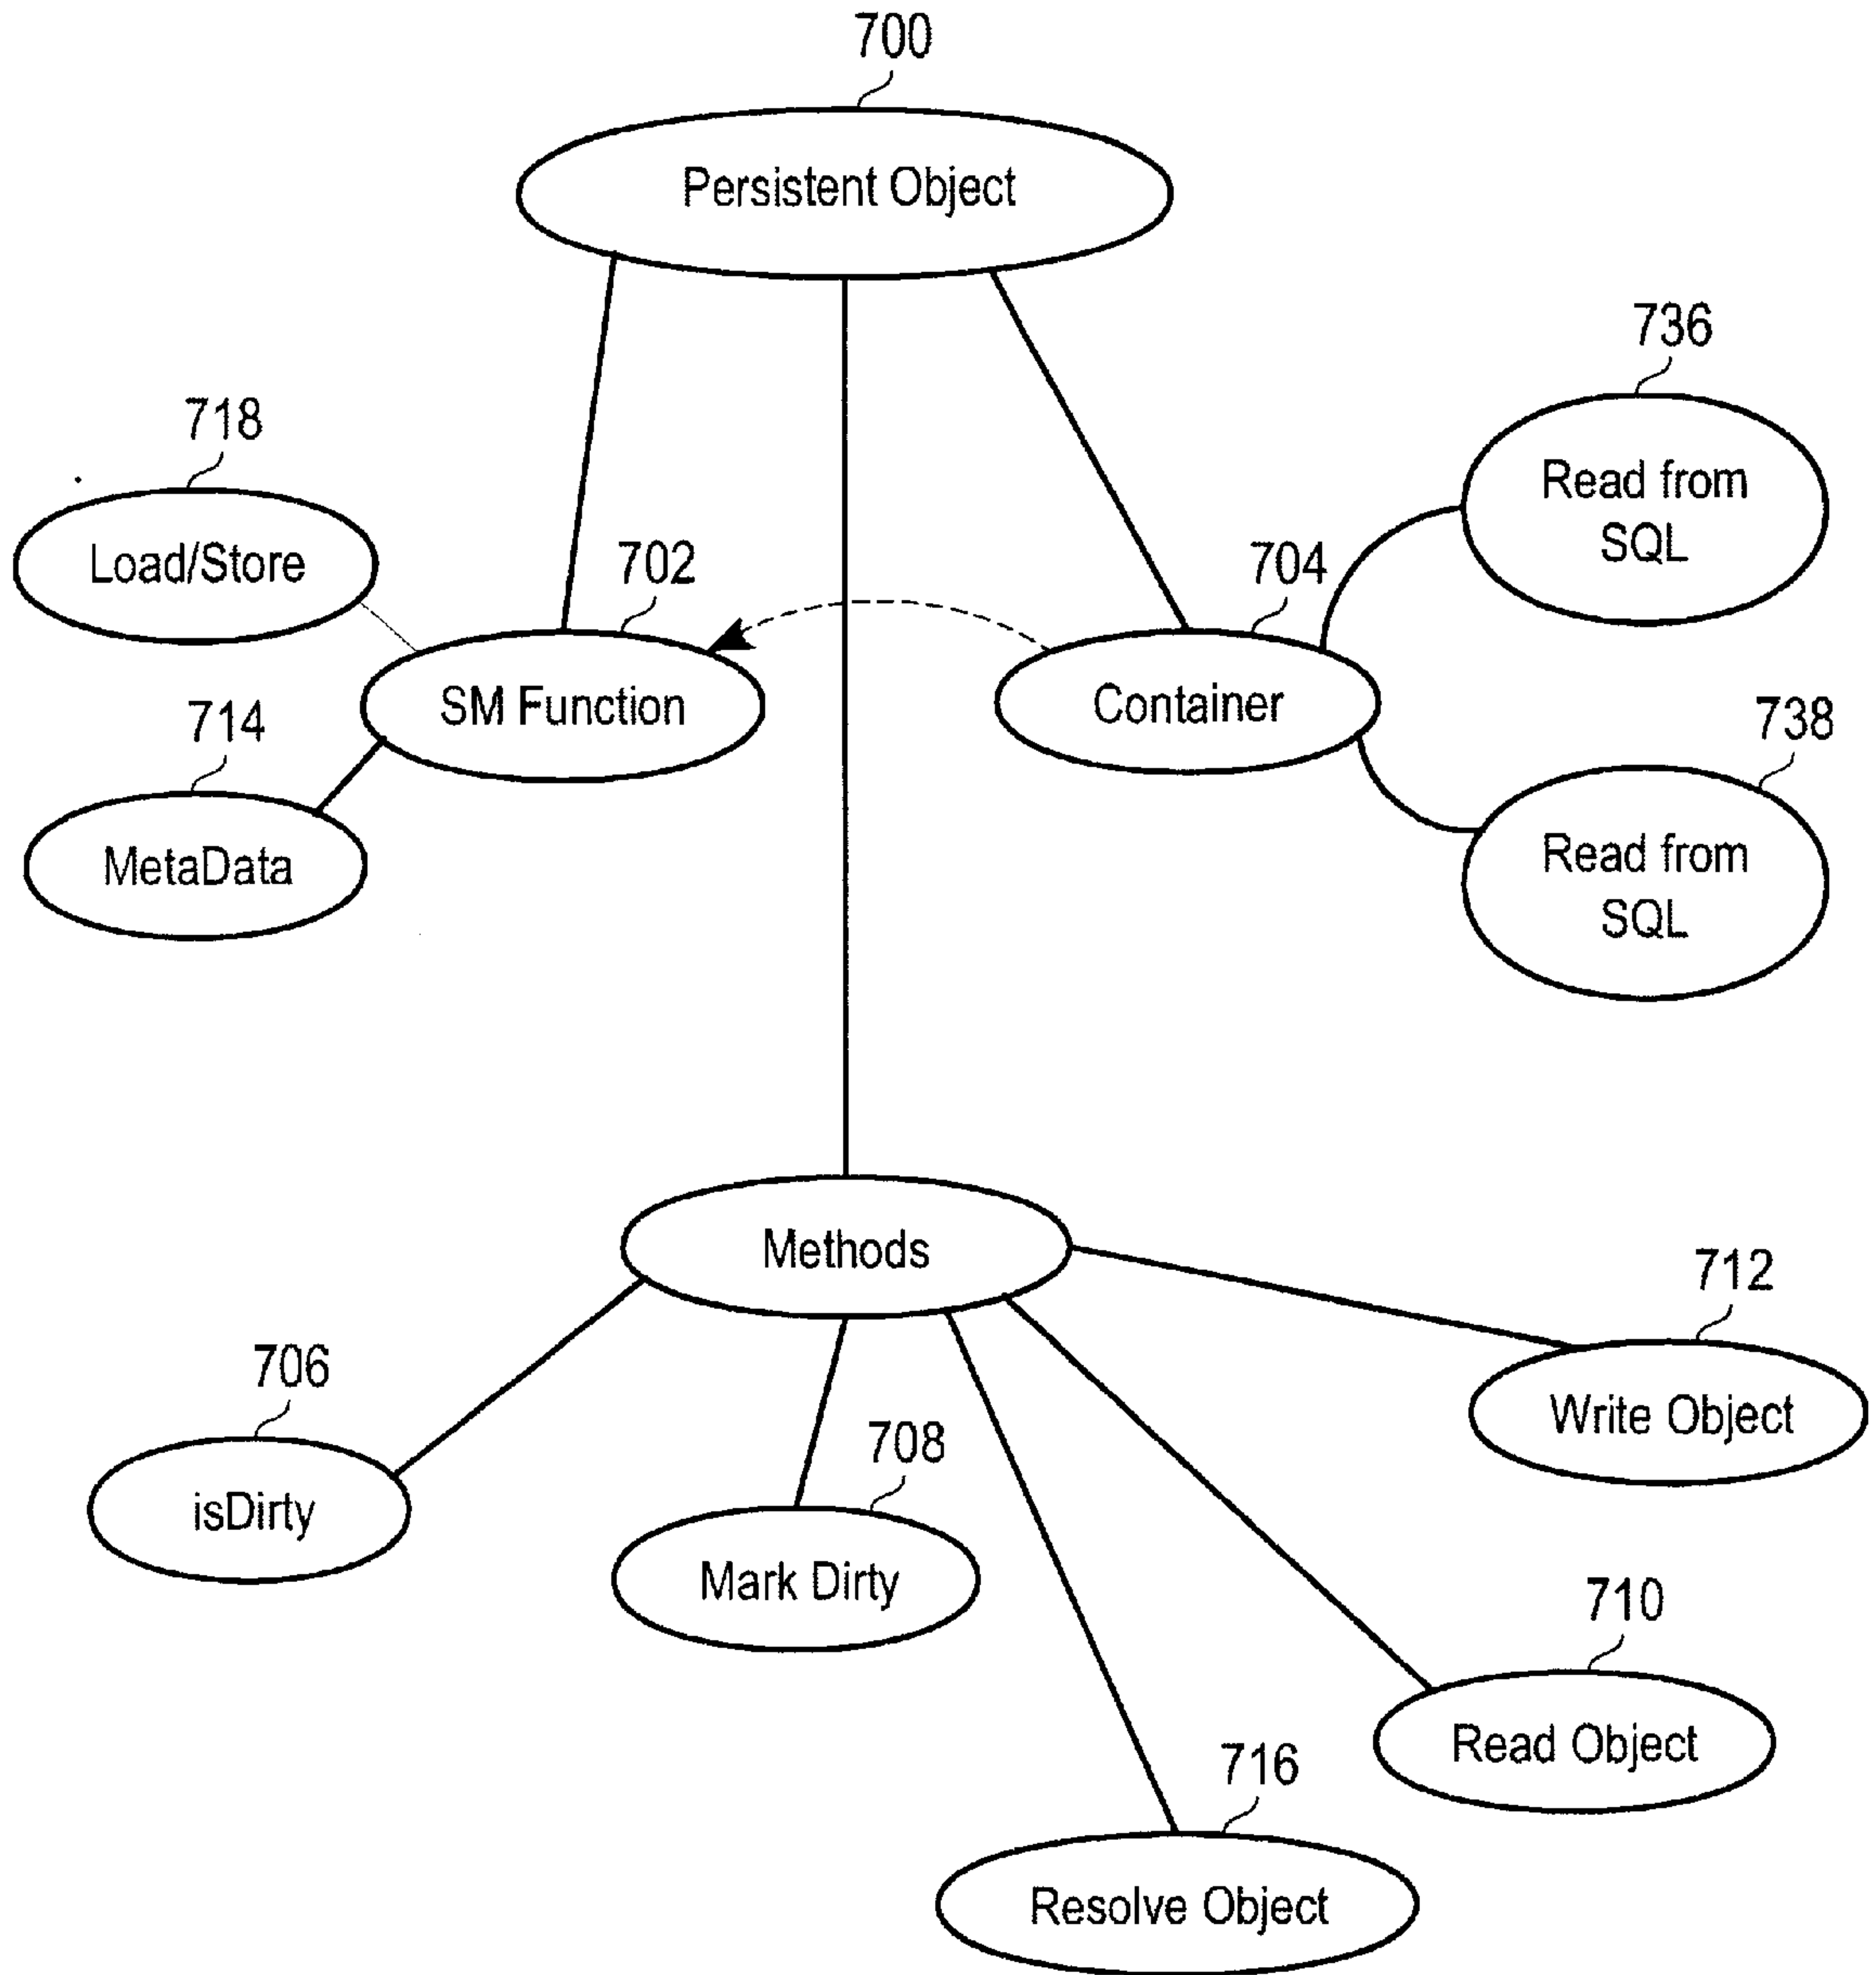 700
Persistent Object
736
Read from
SQL
718
Load/Store
702
SM Function
704
Container
714
MetaData
738
Read from
SQL
Methods
712
Write Object
706
isDirty
708
Mark Dirty
710
Read Object
716
Resolve Object